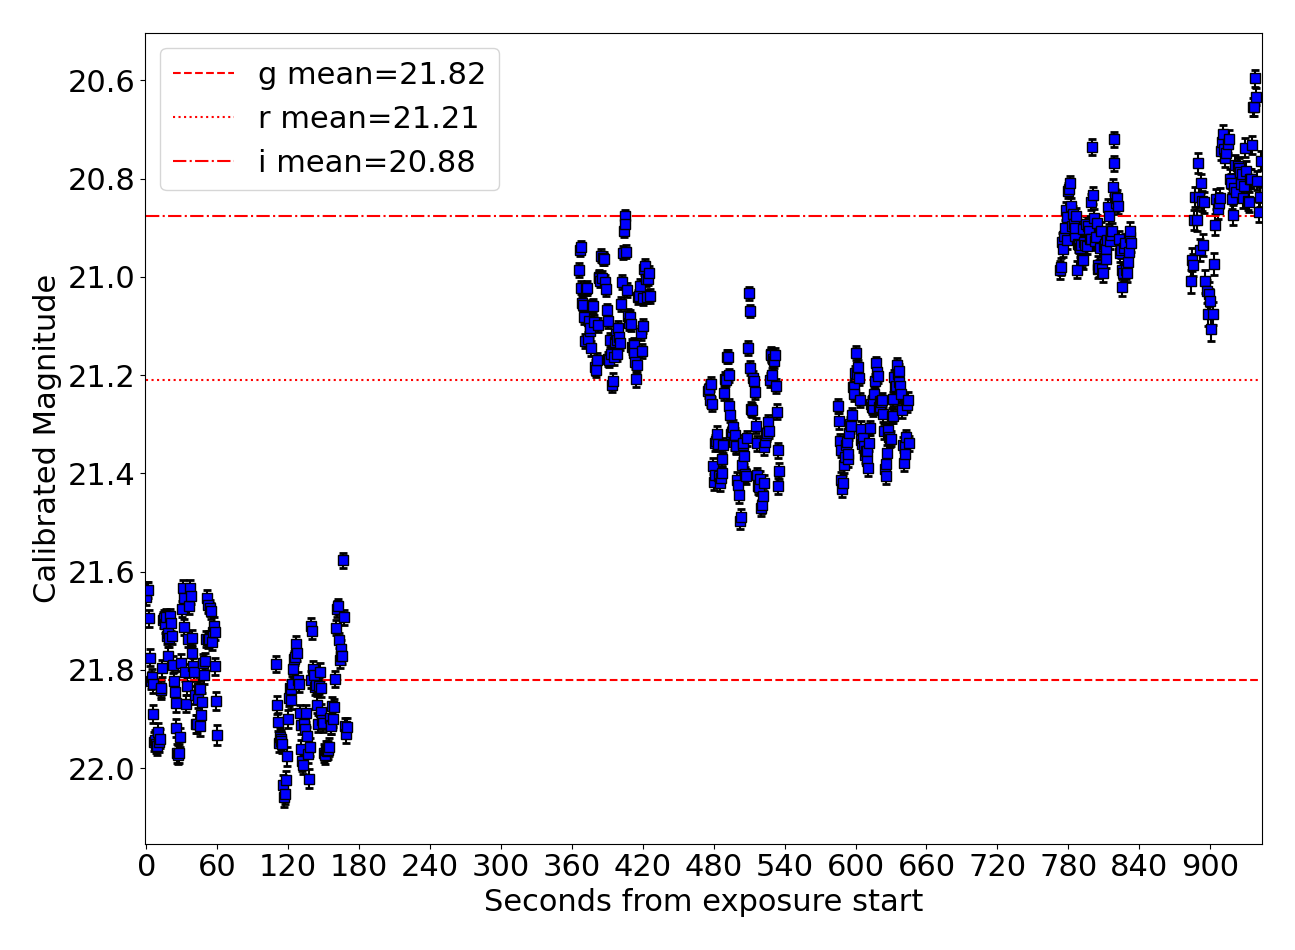 g mean=21.82
r mean=21.21
i mean=20.88
Calibrated Magnitude
20.6
20.8
21.0
21.2
21.4
21.6
21.8
22.0
0 60 120 180 240 300 360 420 480 540 600 660 720 780 840 900
Seconds from exposure start